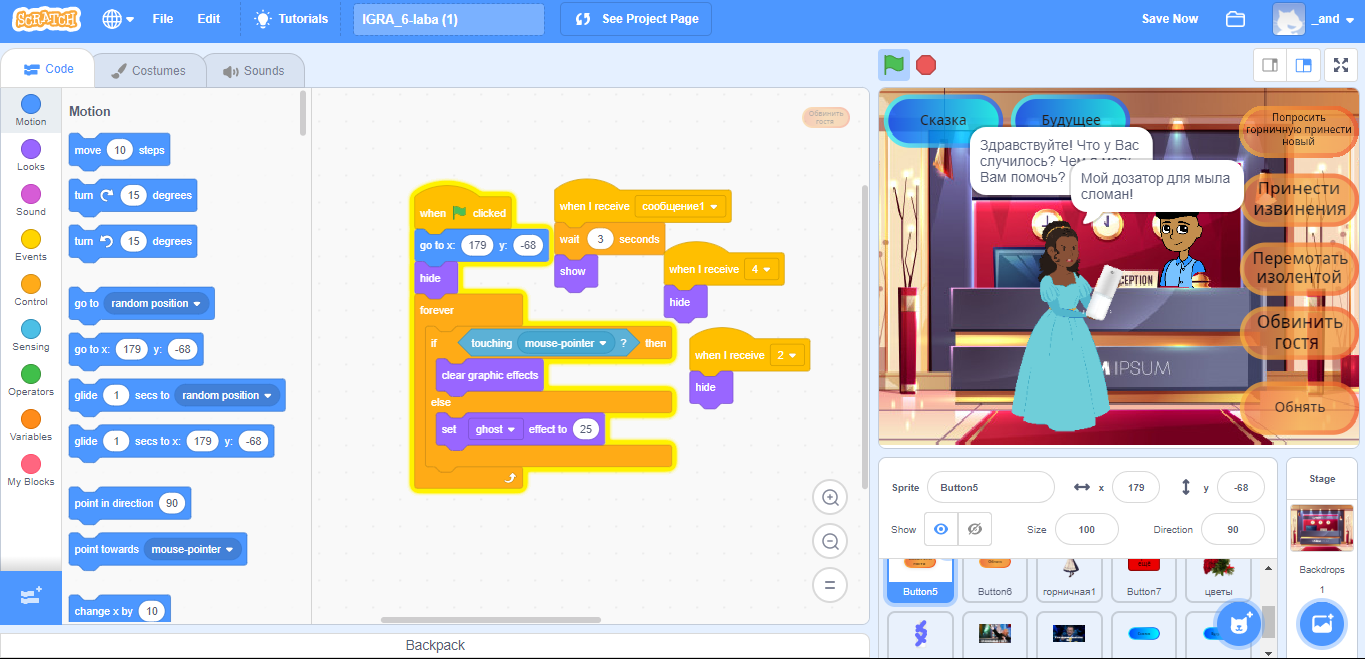 SCRATCH
File
Edit
Tutorials
IGRA_6-laba (1)
See Project Page
Save Now
_and
Code
Costumes
Sounds
Motion
Looks
Sound
Events
Control
Sensing
Operators
Variables
My Blocks
Motion
move 10 steps
turn 15 degrees
turn 15 degrees
go to random position
go to x: 179 y: -68
glide 1 secs to random position
glide 1 secs to x: 179 y: -68
point in direction 90
point towards mouse-pointer
change x by 10
Обвинить
гостя
when clicked
go to x: 179 y: -68
hide
forever
if touching mouse-pointer ? then
clear graphic effects
else
set ghost effect to 25
when I receive сообщение1
wait 3 seconds
show
when I receive 4
hide
when I receive 2
hide
Backpack
Сказка
Будущее
Здравствуйте! Что у Вас
случилось? Чем я могу
Вам помочь?
Мой дозатор для мыла
сломан!
Попросить
горничную принести
новый
Принести
извинения
Перемотать
изолентой
Обвинить
гостя
Обнять
CEPTION
M IPSUM
Sprite
Button5
x 179
y -68
Show
Size 100
Direction 90
Button5
Button6
горничная1
Button7
цветы
Stage
Backdrops
1